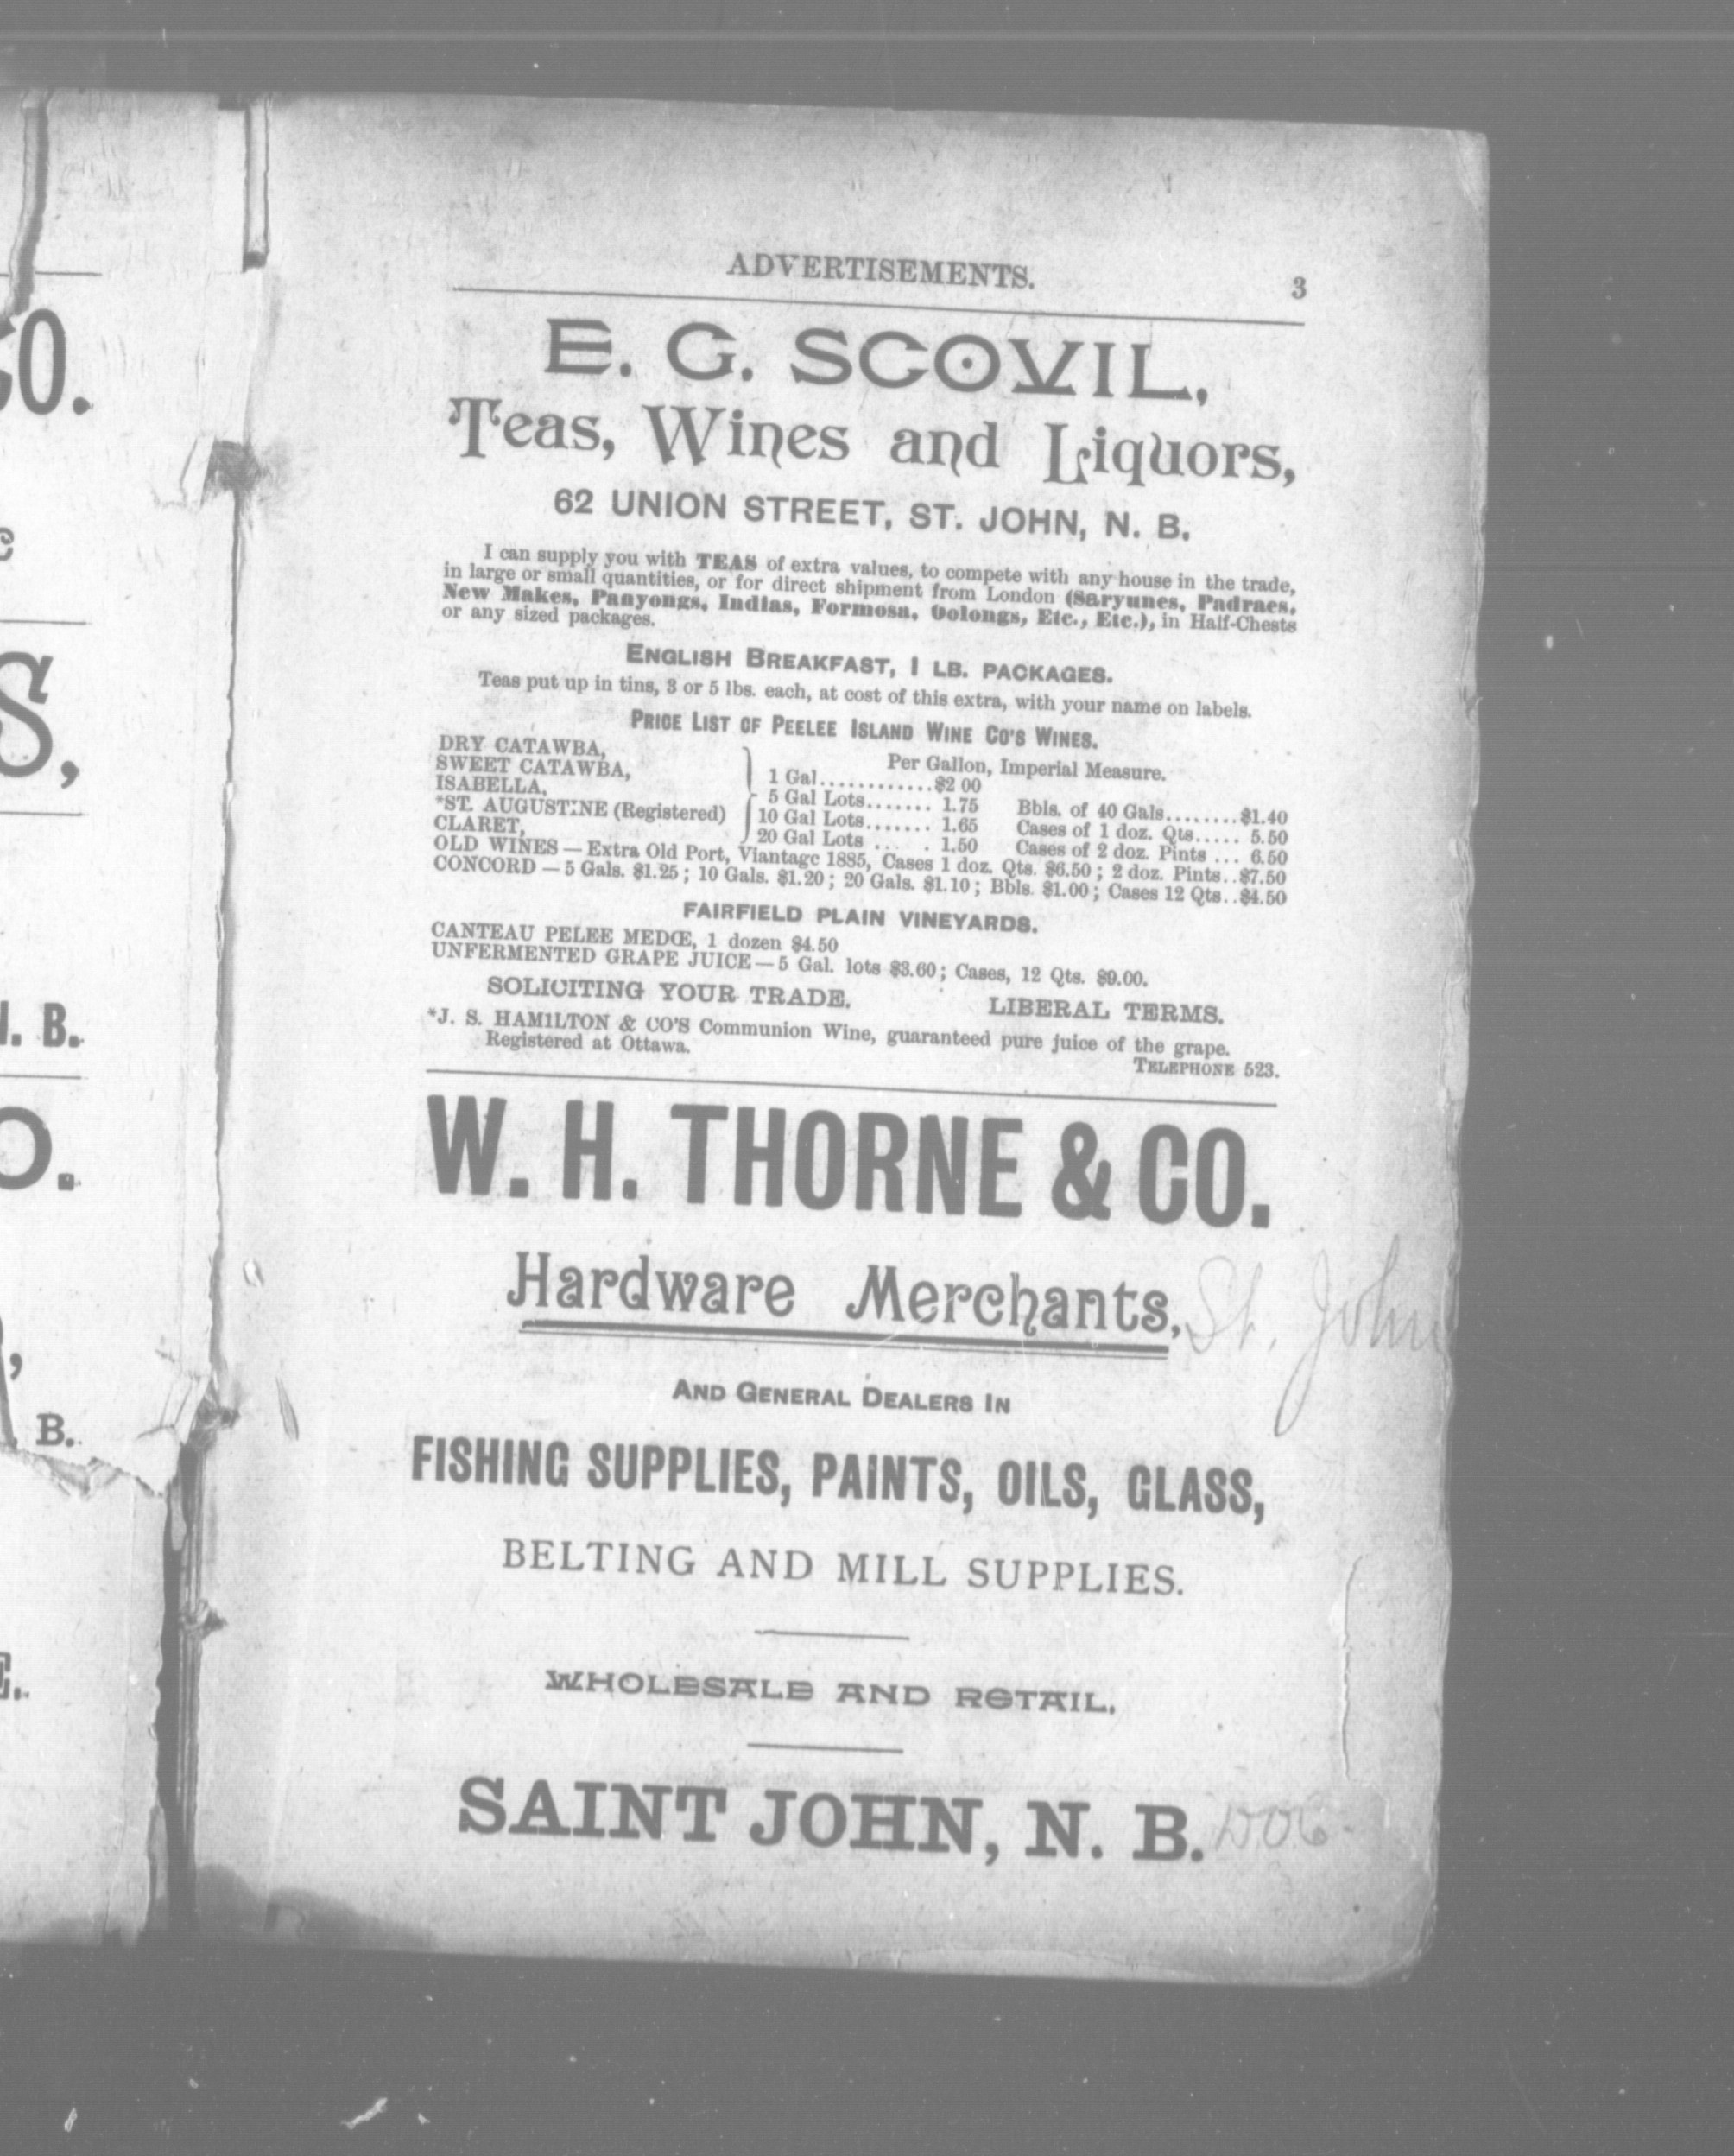 ADVERTISEMENTS. 3
E. G. SCOVIL,
Teas, Wines and Liquors,
62 UNION STREET, ST. JOHN, N. B.
I can supply you with TEAS of extra values, to compete with any house in the trade,
in large or small quantities, or for direct shipment from London (Saryunes, Padraes,
New Makes, Panyongs, Indias, Formosa, Oolongs, Etc., Etc.), in Half-Chests
or any sized packages.
ENGLISH BREAKFAST, 1 LB. PACKAGES.
Teas put up in tins, 3 or 5 lbs. each, at cost of this extra, with your name on labels.
PRICE LIST OF PEELEE ISLAND WINE CO'S WINES.
Per Gallon, Imperial Measure.
DRY CATAWBA,
SWEET CATAWBA,
ISABELLA,
*ST. AUGUSTINE (Registered)
CLARET,
1 Gal............$2 00
5 Gal Lots....... 1.75
10 Gal Lots....... 1.65
20 Gal Lots ... . 1.50
Bbls. of 40 Gals........$1.40
Cases of 1 doz. Qts..... 5.50
Cases of 2 doz. Pints ... 6.50
OLD WINES — Extra Old Port, Viantage 1885, Cases 1 doz. Qts. $6.50; 2 doz. Pints..$7.50
CONCORD — 5 Gals. $1.25; 10 Gals. $1.20; 20 Gals. $1.10; Bbls. $1.00; Cases 12 Qts..$4.50
FAIRFIELD PLAIN VINEYARDS.
CANTEAU PELEE MEDŒ, 1 dozen $4.50
UNFERMENTED GRAPE JUICE — 5 Gal. lots $3.60; Cases, 12 Qts. $9.00.
SOLICITING YOUR TRADE. LIBERAL TERMS.
*J. S. HAMILTON & CO'S Communion Wine, guaranteed pure juice of the grape.
Registered at Ottawa.
TELEPHONE 523.
W. H. THORNE & CO.
Hardware Merchants, St. John
AND GENERAL DEALERS IN
FISHING SUPPLIES, PAINTS, OILS, GLASS,
BELTING AND MILL SUPPLIES.
WHOLESALE AND RETAIL.
SAINT JOHN, N. B.